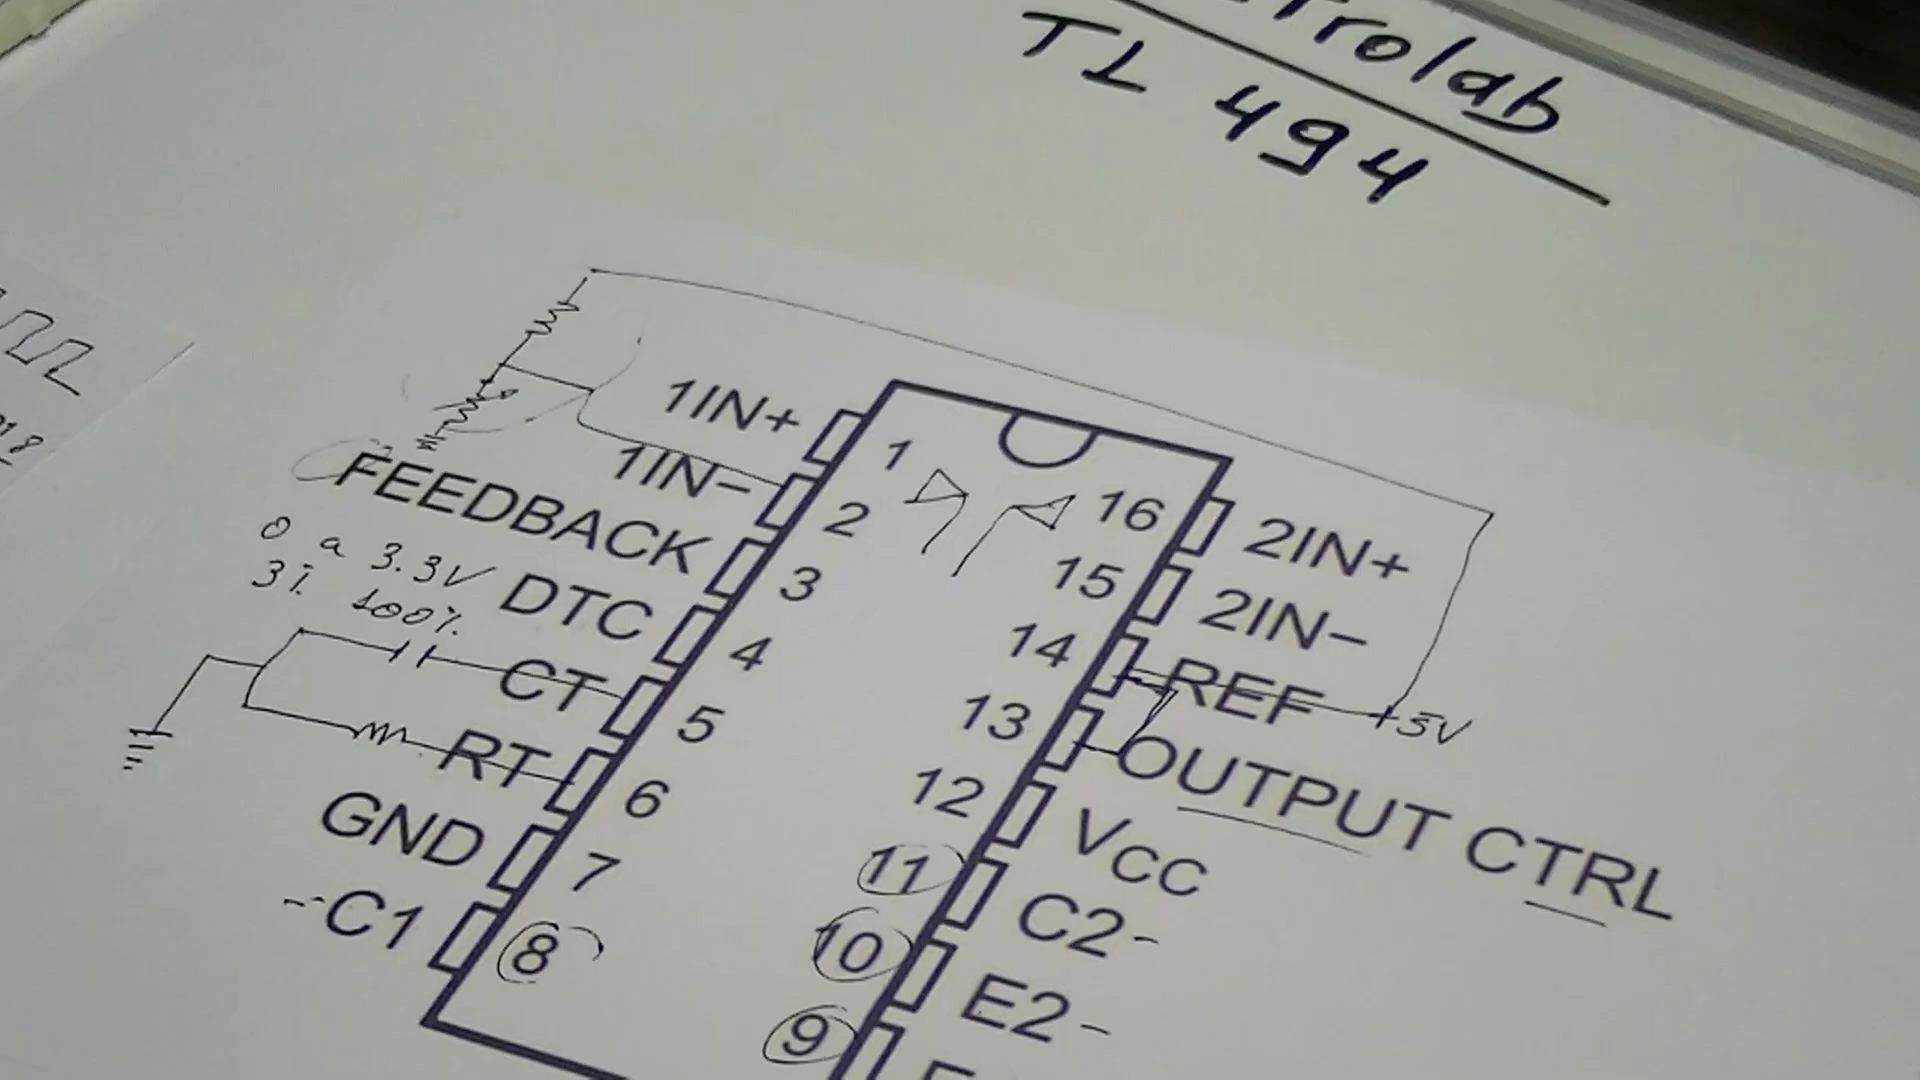 TL 494
1IN+
1IN−
FEEDBACK
0 a 3.3V
3% 100%
DTC
CT
RT
GND
C1
1
2
3
4
5
6
7
8
16
15
14
13
12
11
10
9
2IN+
2IN−
REF
+5V
OUTPUT CTRL
VCC
C2
E2